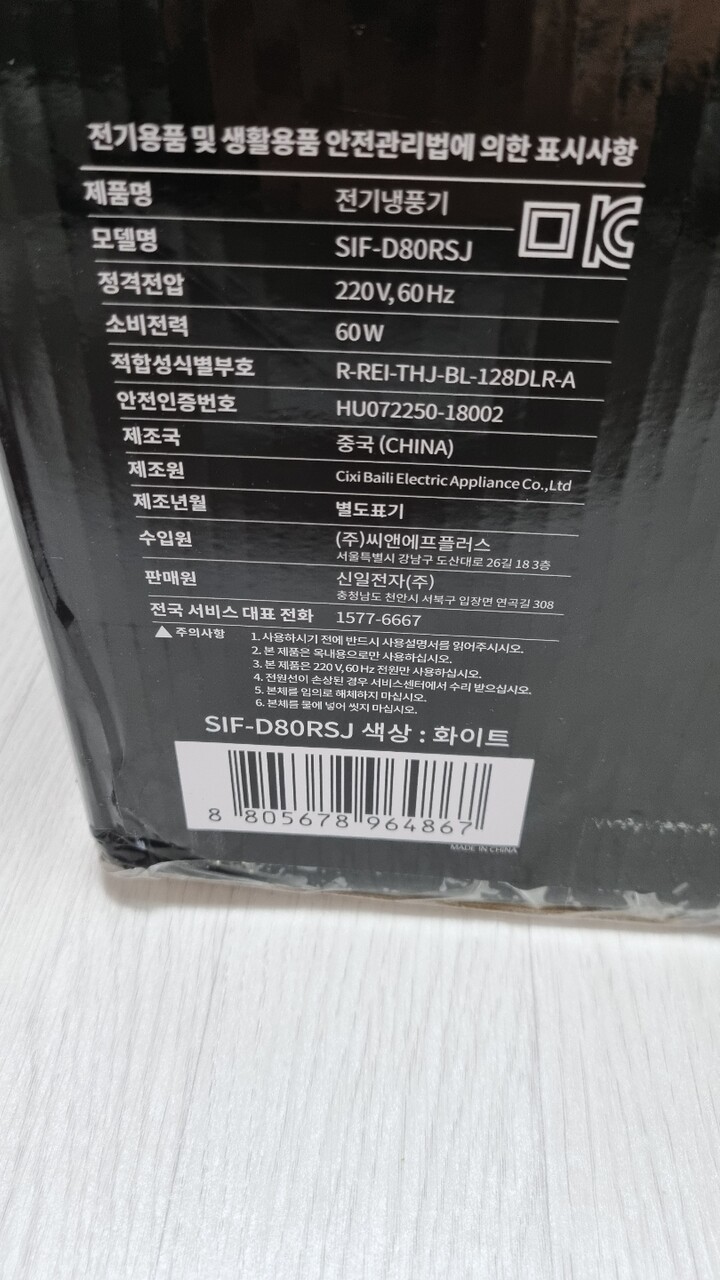 전기용품 및 생활용품 안전관리법에 의한 표시사항
제품명 전기냉풍기
모델명 SIF-D80RSJ
정격전압 220V, 60Hz
소비전력 60W
적합성식별부호 R-REI-THJ-BL-128DLR-A
안전인증번호 HU072250-18002
제조국 중국 (CHINA)
제조원 Cixi Baili Electric Appliance Co.,Ltd
제조년월 별도표기
수입원 (주)씨앤에프플러스
서울특별시 강남구 도산대로 26길 18 3층
판매원 신일전자(주)
충청남도 천안시 서북구 입장면 연곡길 308
전국 서비스 대표 전화 1577-6667
주의사항 1. 사용하시기 전에 반드시 사용설명서를 읽어주시시오.
2. 본 제품은 옥내용으로만 사용하십시오.
3. 본 제품은 220V, 60Hz 전원만 사용하십시오.
4. 전원선이 손상된 경우 서비스센터에서 수리 받으십시오.
5. 본체를 임의로 해체하지 마십시오.
6. 본체를 물에 넣어 씻지 마십시오.
SIF-D80RSJ 색상 : 화이트
8 805678 964867
MADE IN CHINA